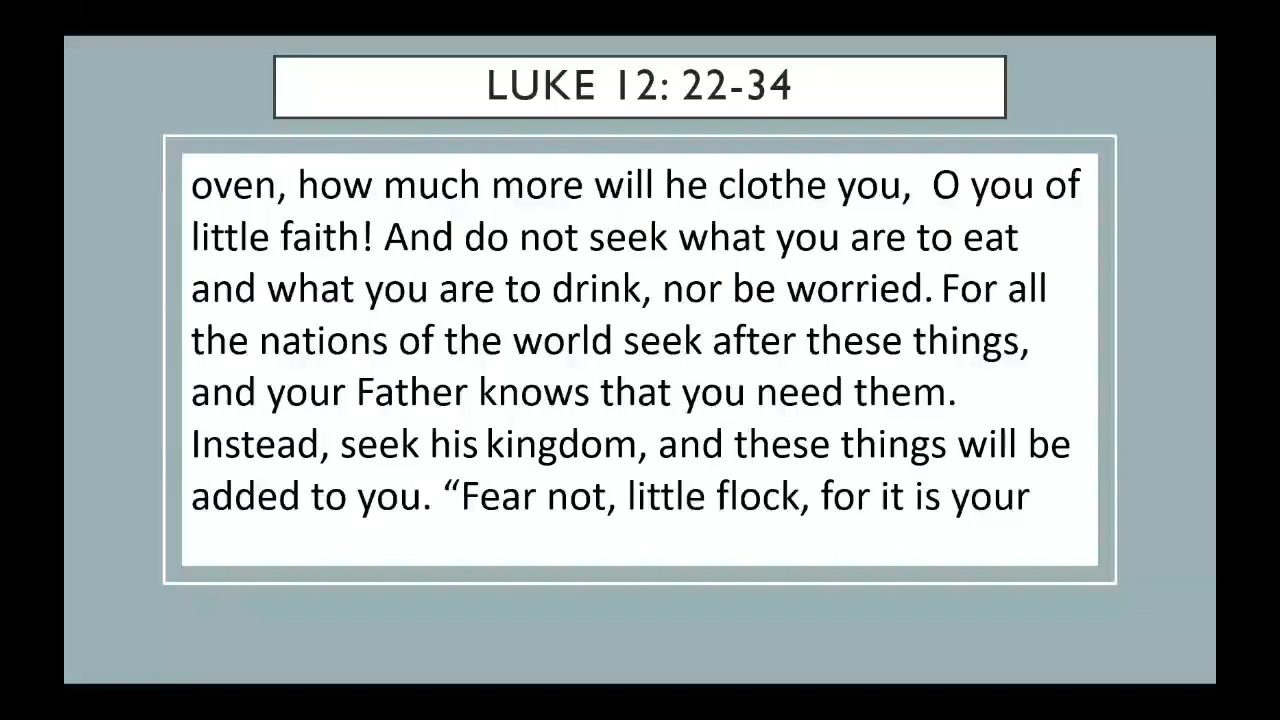 LUKE 12: 22-34
oven, how much more will he clothe you,  O you of
little faith! And do not seek what you are to eat
and what you are to drink, nor be worried. For all
the nations of the world seek after these things,
and your Father knows that you need them.
Instead, seek his kingdom, and these things will be
added to you. “Fear not, little flock, for it is your